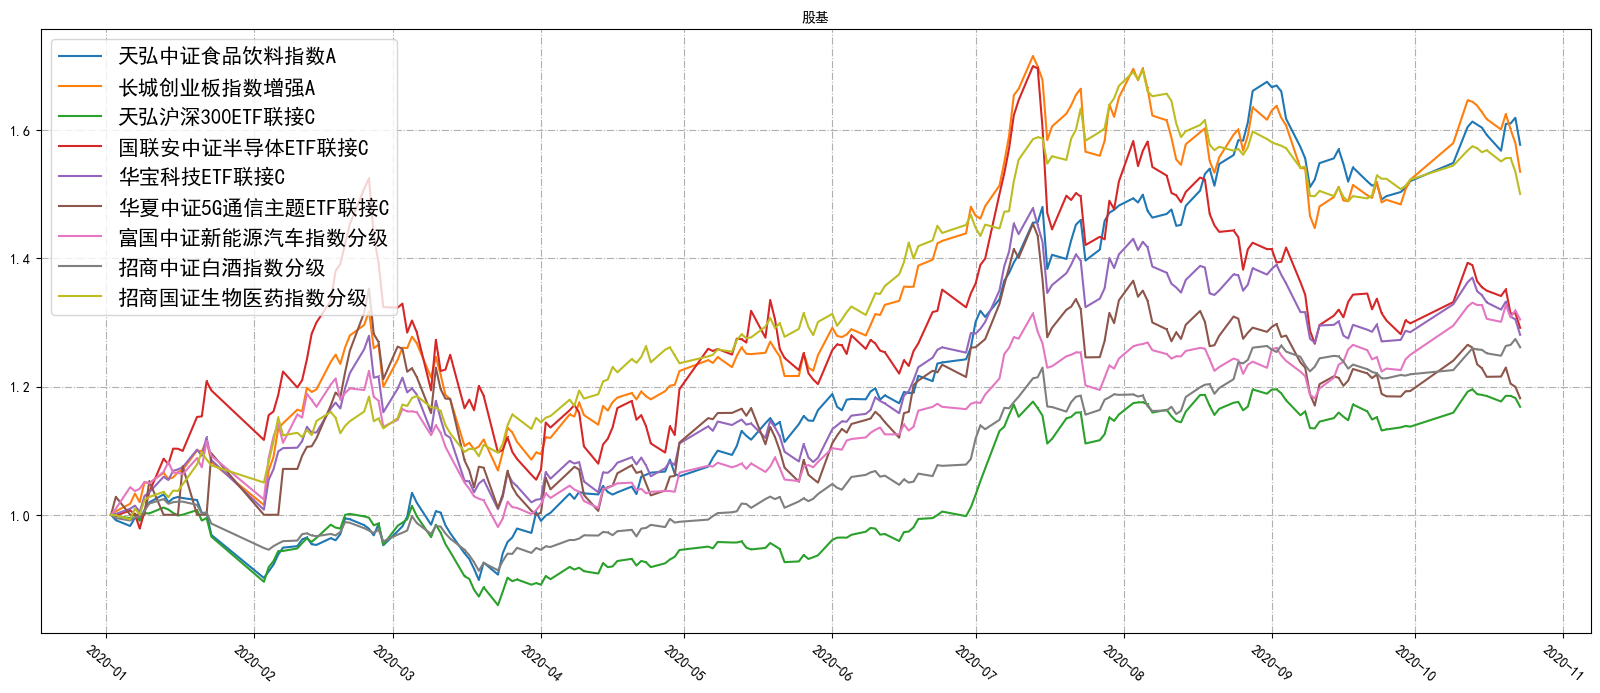 股基
天弘中证食品饮料指数A
长城创业板指数增强A
天弘沪深300ETF联接C
国联安中证半导体ETF联接C
华宝科技ETF联接C
华夏中证5G通信主题ETF联接C
富国中证新能源汽车指数分级
招商中证白酒指数分级
招商国证生物医药指数分级
1.6
1.4
1.2
1.0
2020-01
2020-02
2020-03
2020-04
2020-05
2020-06
2020-07
2020-08
2020-09
2020-10
2020-11